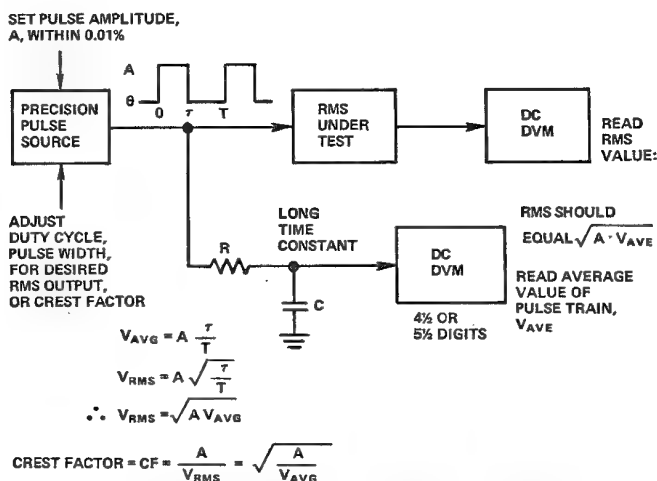 SET PULSE AMPLITUDE,
A, WITHIN 0.01%
A
θ
0 τ T
PRECISION
PULSE
SOURCE
RMS
UNDER
TEST
DC
DVM
READ
RMS
VALUE:
ADJUST
DUTY CYCLE,
PULSE WIDTH,
FOR DESIRED
RMS OUTPUT,
OR CREST FACTOR
R
LONG
TIME
CONSTANT
C
DC
DVM
4½ OR
5½ DIGITS
RMS SHOULD
EQUAL √A · VAVE
READ AVERAGE
VALUE OF
PULSE TRAIN,
VAVE
VAVG = A τ/T
VRMS = A √τ/T
∴ VRMS = √A VAVG
CREST FACTOR = CF = A/VRMS = √A/VAVG